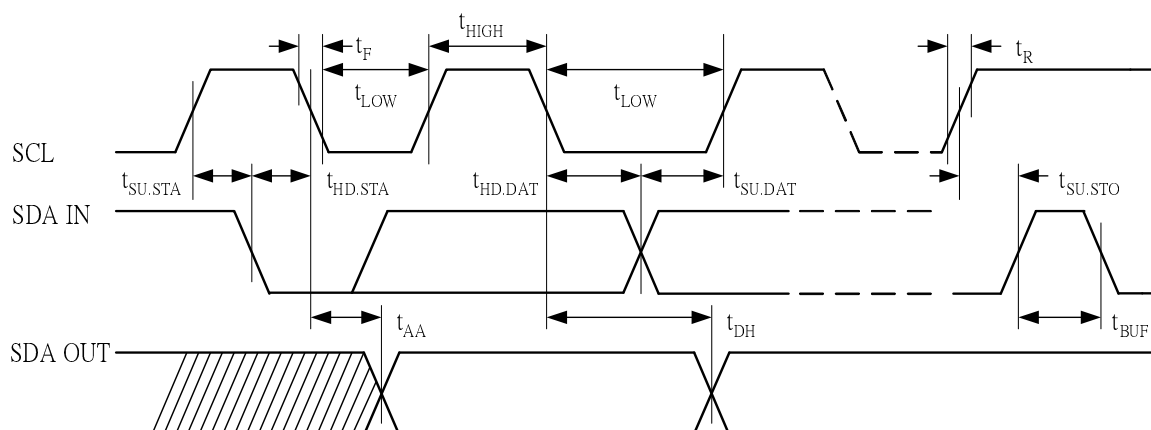 t_HIGH
t_F
t_R
t_LOW
t_LOW
SCL
t_SU.STA
t_HD.STA
t_HD.DAT
t_SU.DAT
t_SU.STO
SDA IN
t_AA
t_DH
t_BUF
SDA OUT